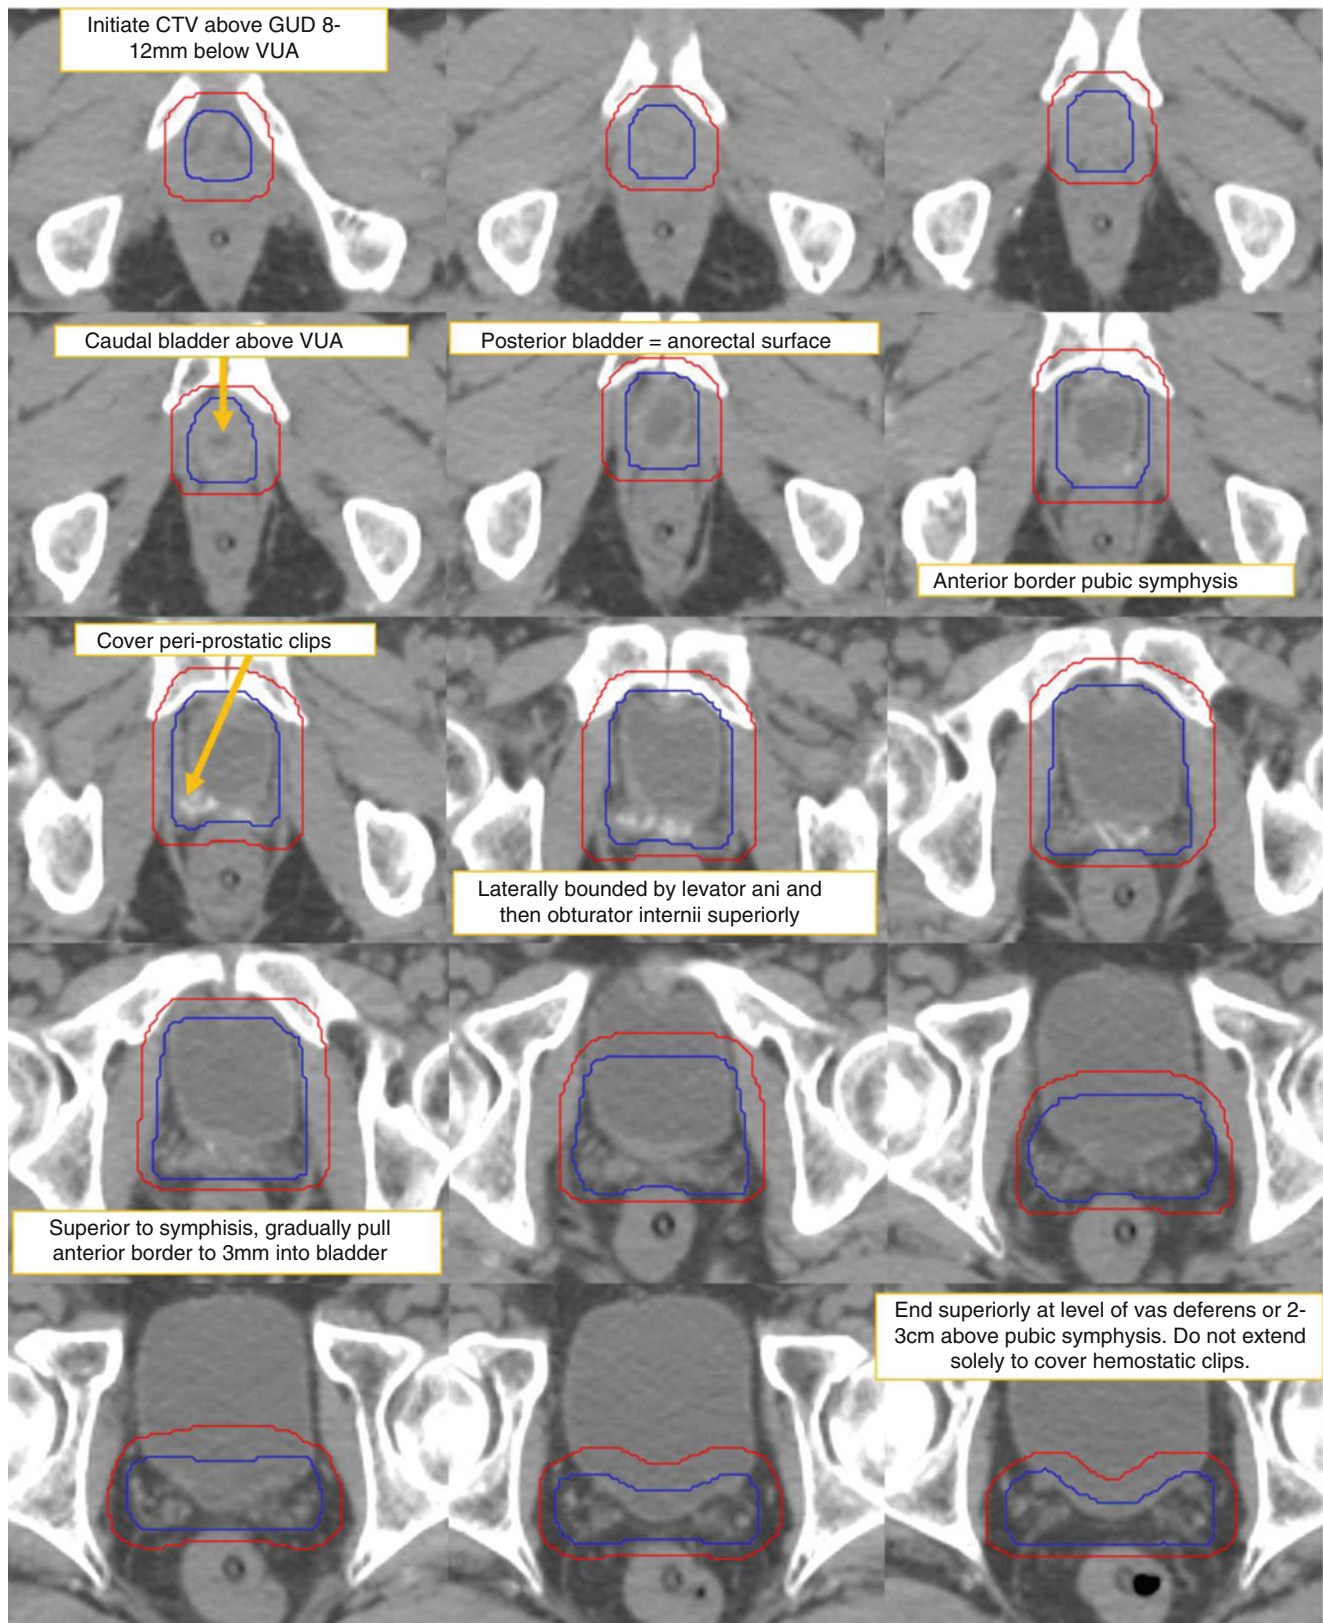 Initiate CTV above GUD 8-
12mm below VUA
Caudal bladder above VUA
Posterior bladder = anorectal surface
Anterior border pubic symphysis
Cover peri-prostatic clips
Laterally bounded by levator ani and
then obturator internii superiorly
Superior to symphisis, gradually pull
anterior border to 3mm into bladder
End superiorly at level of vas deferens or 2-
3cm above pubic symphysis. Do not extend
solely to cover hemostatic clips.